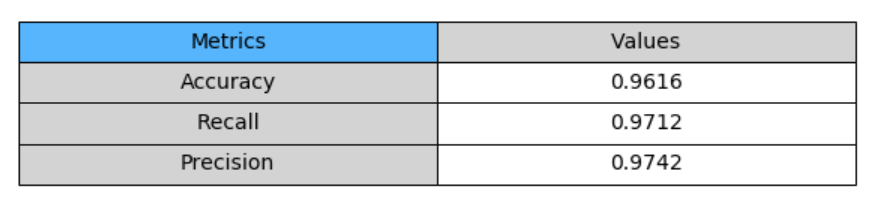 Metrics Values
Accuracy 0.9616
Recall 0.9712
Precision 0.9742